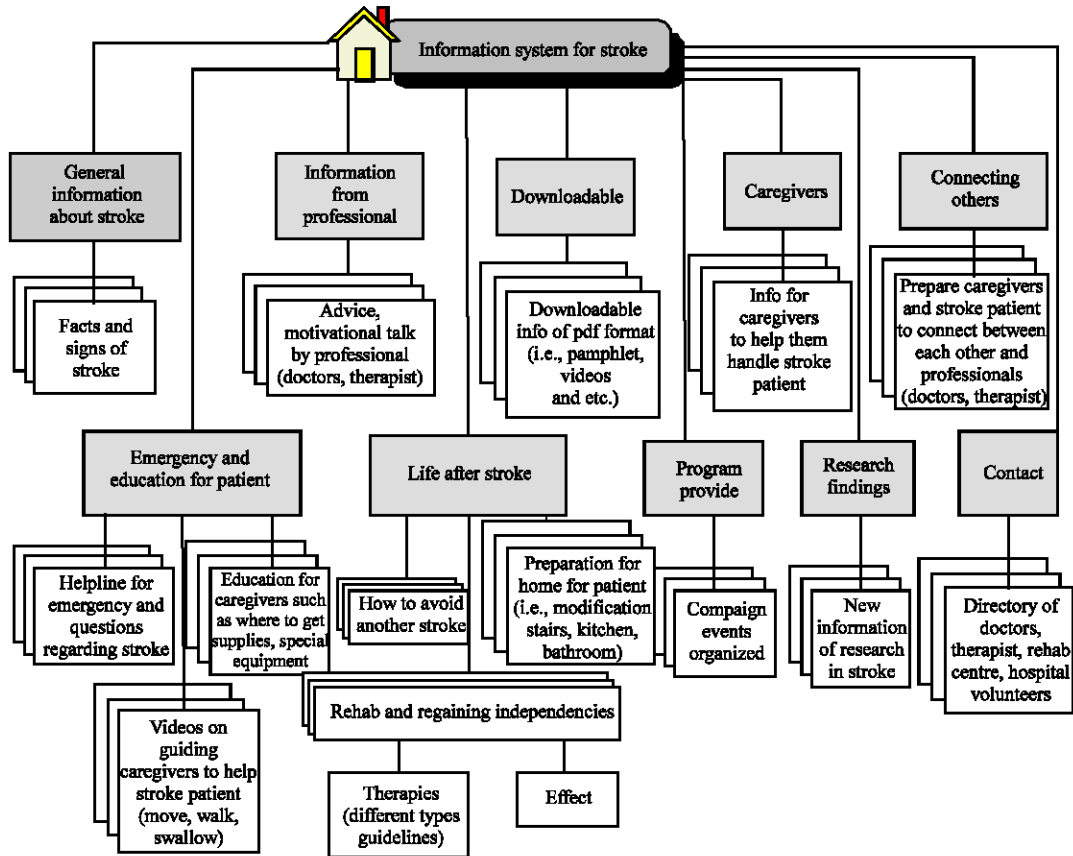 Information system for stroke
General
information
about stroke
Information
from
professional
Downloadable
Caregivers
Connecting
others
Facts and
signs of
stroke
Advice,
motivational talk
by professional
(doctors, therapist)
Downloadable
info of pdf format
(i.e., pamphlet,
videos
and etc.)
Info for
caregivers
to help them
handle stroke
patient
Prepare caregivers
and stroke patient
to connect between
each other and
professionals
(doctors, therapist)
Emergency and
education for patient
Life after stroke
Program
provide
Research
findings
Contact
Helpline for
emergency and
questions
regarding stroke
Education for
caregivers such
as where to get
supplies, special
equipment
How to avoid
another stroke
Preparation for
home for patient
(i.e., modification
stairs, kitchen,
bathroom)
Compaign
events
organized
New
information
of research
in stroke
Directory of
doctors,
therapist, rehab
centre, hospital
volunteers
Videos on
guiding
caregivers to help
stroke patient
(move, walk,
swallow)
Rehab and regaining independencies
Therapies
(different types
guidelines)
Effect